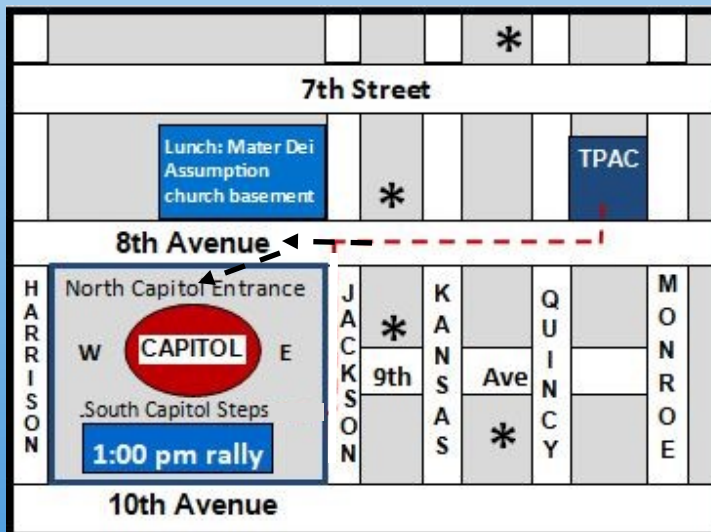 *
7th Street
Lunch: Mater Dei
Assumption
church basement
*
TPAC
8th Avenue
HARRISON
North Capitol Entrance
W
CAPITOL
E
South Capitol Steps
1:00 pm rally
JACKSON
*
9th
KANSAS
Ave
*
QUINCY
MONROE
10th Avenue